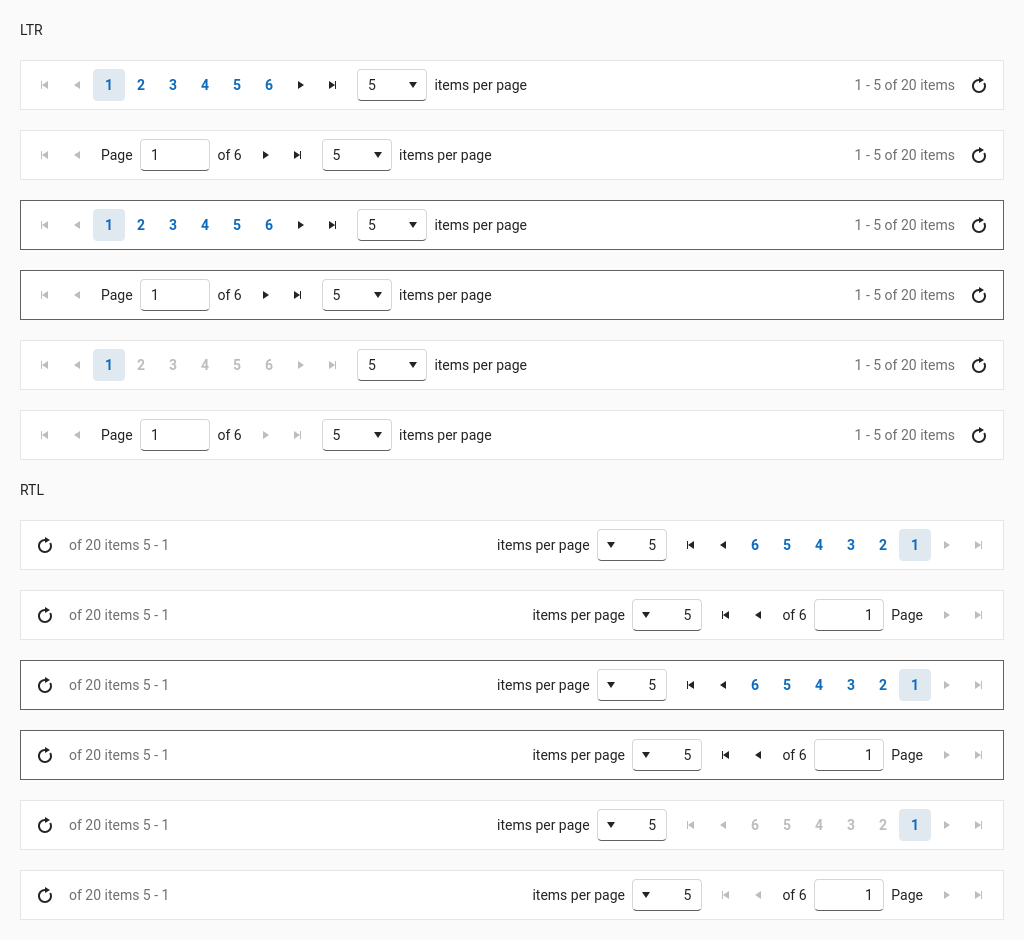 LTR
1 2 3 4 5 6 5 items per page 1 - 5 of 20 items
Page 1 of 6 5 items per page 1 - 5 of 20 items
1 2 3 4 5 6 5 items per page 1 - 5 of 20 items
Page 1 of 6 5 items per page 1 - 5 of 20 items
1 2 3 4 5 6 5 items per page 1 - 5 of 20 items
Page 1 of 6 5 items per page 1 - 5 of 20 items
RTL
of 20 items 5 - 1 items per page 5 6 5 4 3 2 1
of 20 items 5 - 1 items per page 5 of 6 1 Page
of 20 items 5 - 1 items per page 5 6 5 4 3 2 1
of 20 items 5 - 1 items per page 5 of 6 1 Page
of 20 items 5 - 1 items per page 5 6 5 4 3 2 1
of 20 items 5 - 1 items per page 5 of 6 1 Page